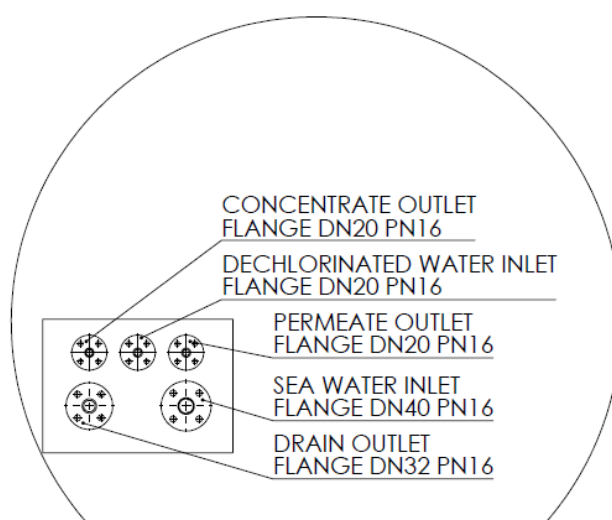 CONCENTRATE OUTLET
FLANGE DN20 PN16
DECHLORINATED WATER INLET
FLANGE DN20 PN16
PERMEATE OUTLET
FLANGE DN20 PN16
SEA WATER INLET
FLANGE DN40 PN16
DRAIN OUTLET
FLANGE DN32 PN16